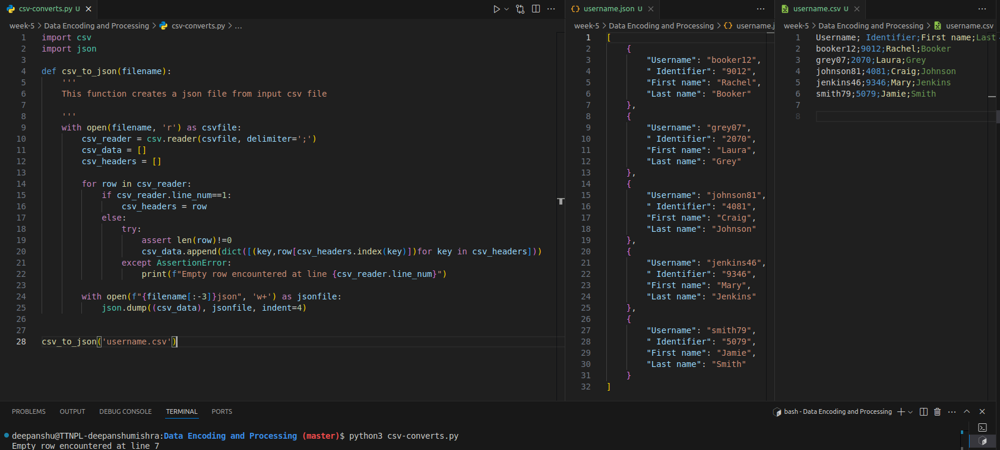 csv-converts.py U
week-5 > Data Encoding and Processing > csv-converts.py > ...
1 import csv
2 import json
3
4 def csv_to_json(filename):
5     '''
6     This function creates a json file from input csv file
7
8     '''
9     with open(filename, 'r') as csvfile:
10         csv_reader = csv.reader(csvfile, delimiter=';')
11         csv_data = []
12         csv_headers = []
13
14         for row in csv_reader:
15             if csv_reader.line_num==1:
16                 csv_headers = row
17             else:
18                 try:
19                     assert len(row)!=0
20                     csv_data.append(dict([(key,row[csv_headers.index(key)])for key in csv_headers]))
21                 except AssertionError:
22                     print(f"Empty row encountered at line {csv_reader.line_num}")
23
24         with open(f"{filename[:-3]}json", 'w+') as jsonfile:
25             json.dump((csv_data), jsonfile, indent=4)
26
27
28 csv_to_json('username.csv')
username.json U
week-5 > Data Encoding and Processing > username.j
1 [
2     {
3         "Username": "booker12",
4         " Identifier": "9012",
5         "First name": "Rachel",
6         "Last name": "Booker"
7     },
8     {
9         "Username": "grey07",
10         " Identifier": "2070",
11         "First name": "Laura",
12         "Last name": "Grey"
13     },
14     {
15         "Username": "johnson81",
16         " Identifier": "4081",
17         "First name": "Craig",
18         "Last name": "Johnson"
19     },
20     {
21         "Username": "jenkins46",
22         " Identifier": "9346",
23         "First name": "Mary",
24         "Last name": "Jenkins"
25     },
26     {
27         "Username": "smith79",
28         " Identifier": "5079",
29         "First name": "Jamie",
30         "Last name": "Smith"
31     }
32 ]
username.csv U
week-5 > Data Encoding and Processing > username.csv
1 Username; Identifier;First name;Last
2 booker12;9012;Rachel;Booker
3 grey07;2070;Laura;Grey
4 johnson81;4081;Craig;Johnson
5 jenkins46;9346;Mary;Jenkins
6 smith79;5079;Jamie;Smith
7
8
PROBLEMS OUTPUT DEBUG CONSOLE TERMINAL PORTS
bash - Data Encoding and Processing
deepanshu@TTNPL-deepanshumishra:Data Encoding and Processing (master)$ python3 csv-converts.py
Empty row encountered at line 7